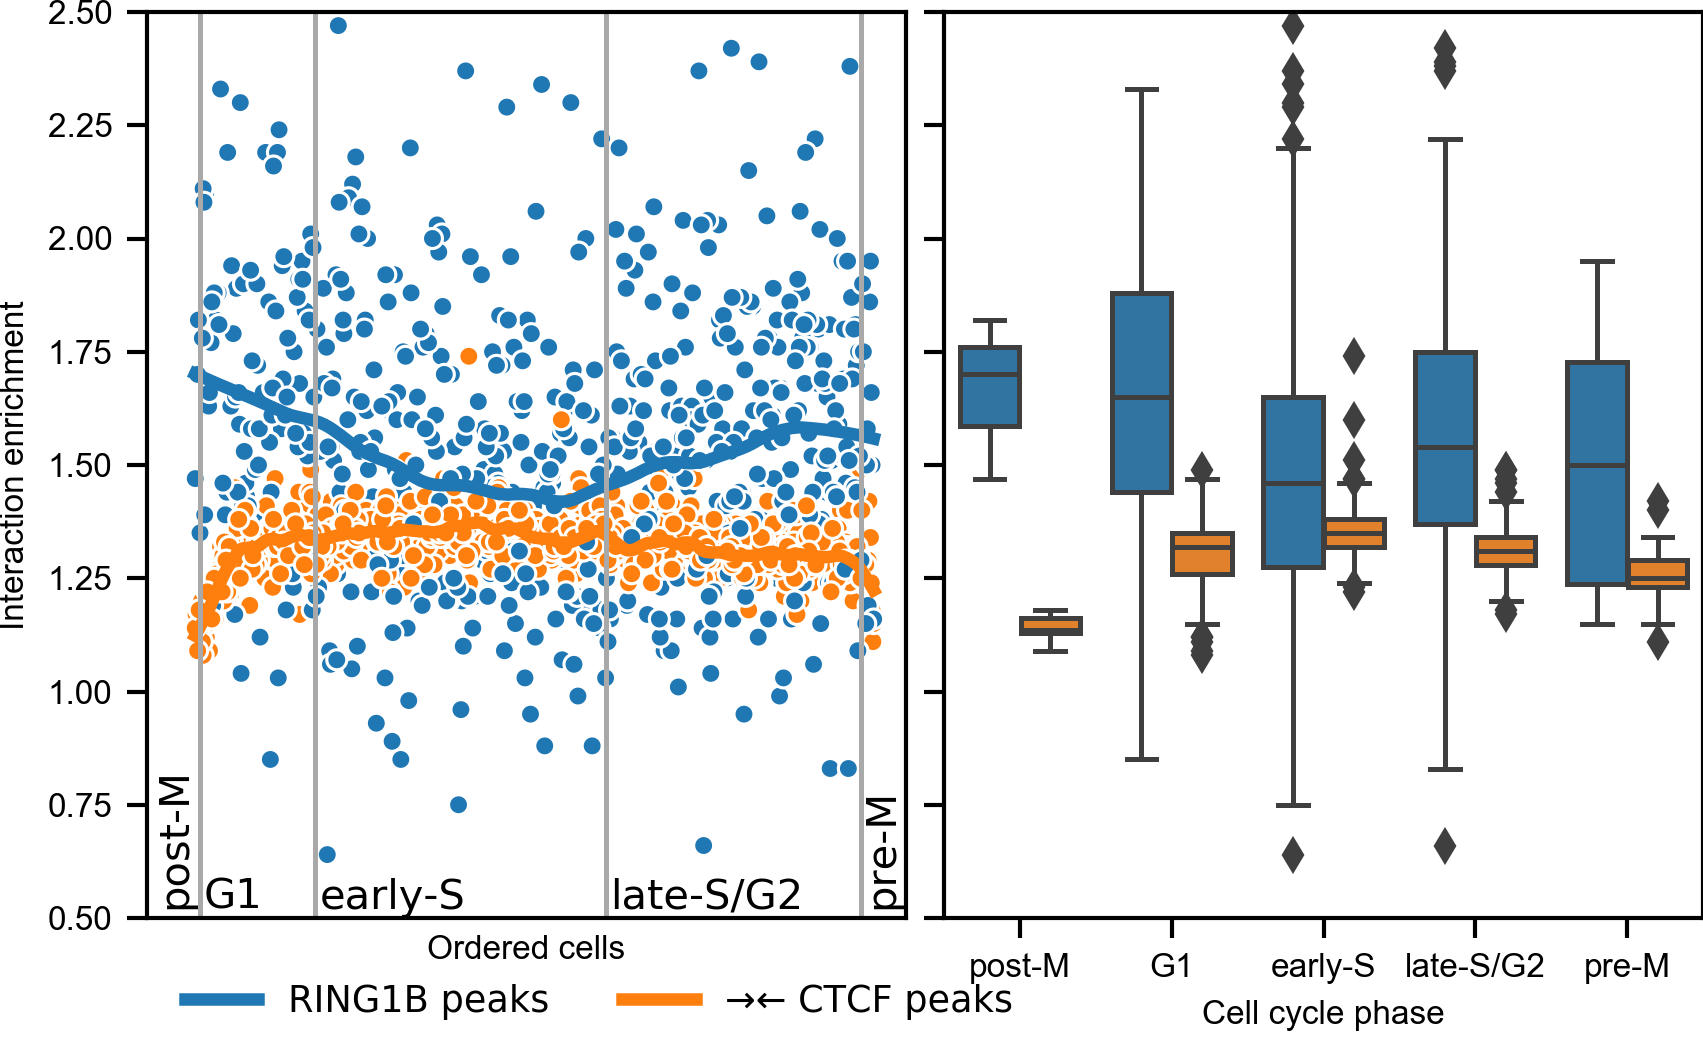 Interaction enrichment
2.50
2.25
2.00
1.75
1.50
1.25
1.00
0.75
0.50
post-M
G1
early-S
late-S/G2
pre-M
Ordered cells
post-M
G1
early-S
late-S/G2
pre-M
Cell cycle phase
RING1B peaks
→← CTCF peaks